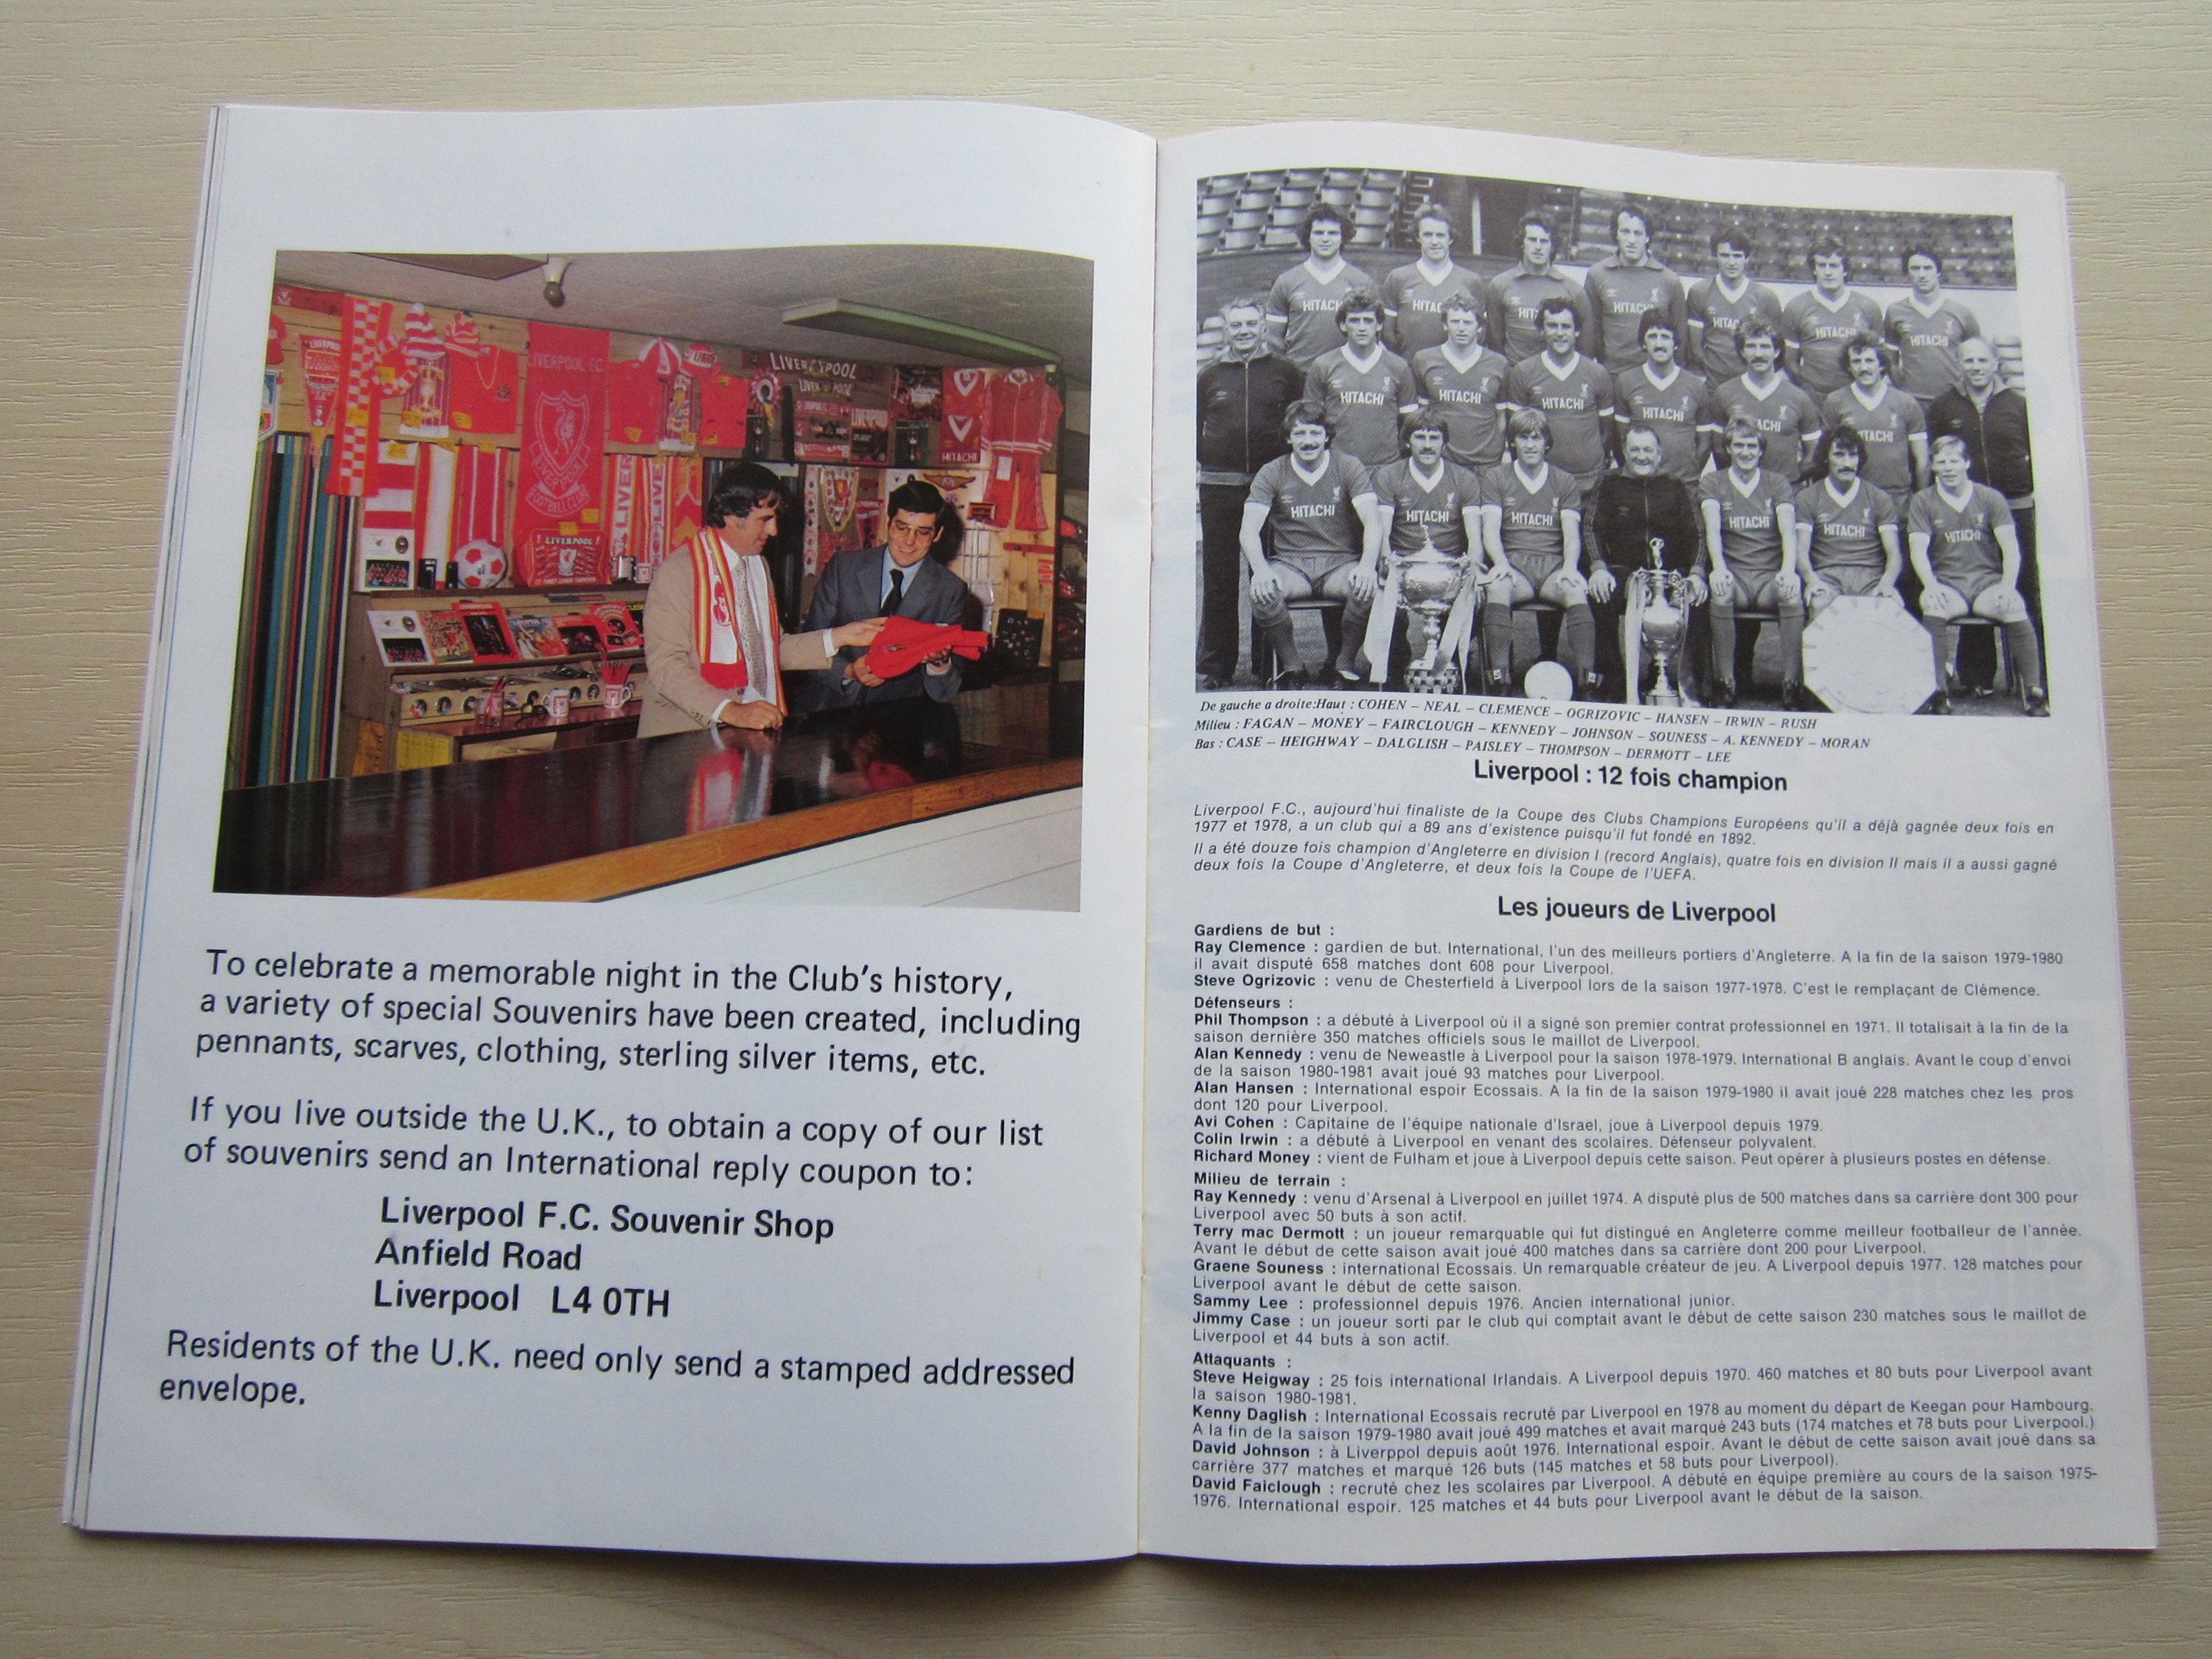 LIVERPOOL FC.
LIVERPOOL
FOOTBALL CLUB
LIVERPOOL
LIVERPOOL
HITACHI
To celebrate a memorable night in the Club's history,
a variety of special Souvenirs have been created, including
pennants, scarves, clothing, sterling silver items, etc.
If you live outside the U.K., to obtain a copy of our list
of souvenirs send an International reply coupon to:
Liverpool F.C. Souvenir Shop
Anfield Road
Liverpool L4 0TH
Residents of the U.K. need only send a stamped addressed
envelope.
HITACHI
HITACHI
HITACHI
HITACHI
HITACHI
HITACHI
HITACHI
HITACHI
HITACHI
HITACHI
HITACHI
HITACHI
HITACHI
De gauche a droite:Haut : COHEN – NEAL – CLEMENCE – OGRIZOVIC – HANSEN – IRWIN – RUSH
Milieu : FAGAN – MONEY – FAIRCLOUGH – KENNEDY – JOHNSON – SOUNESS – A. KENNEDY – MORAN
Bas : CASE – HEIGHWAY – DALGLISH – PAISLEY – THOMPSON – DERMOTT – LEE
Liverpool : 12 fois champion
Liverpool F.C., aujourd'hui finaliste de la Coupe des Clubs Champions Européens qu'il a déjà gagnée deux fois en
1977 et 1978, a un club qui a 89 ans d'existence puisqu'il fut fondé en 1892.
Il a été douze fois champion d'Angleterre en division I (record Anglais), quatre fois en division II mais il a aussi gagné
deux fois la Coupe d'Angleterre, et deux fois la Coupe de l'UEFA.
Les joueurs de Liverpool
Gardiens de but :
Ray Clemence : gardien de but. International, l'un des meilleurs portiers d'Angleterre. A la fin de la saison 1979-1980
il avait disputé 658 matches dont 608 pour Liverpool.
Steve Ogrizovic : venu de Chesterfield à Liverpool lors de la saison 1977-1978. C'est le remplaçant de Clémence.
Défenseurs :
Phil Thompson : a débuté à Liverpool où il a signé son premier contrat professionnel en 1971. Il totalisait à la fin de la
saison dernière 350 matches officiels sous le maillot de Liverpool.
Alan Kennedy : venu de Neweastle à Liverpool pour la saison 1978-1979. International B anglais. Avant le coup d'envoi
de la saison 1980-1981 avait joué 93 matches pour Liverpool.
Alan Hansen : International espoir Ecossais. A la fin de la saison 1979-1980 il avait joué 228 matches chez les pros
dont 120 pour Liverpool.
Avi Cohen : Capitaine de l'équipe nationale d'Israel, joue à Liverpool depuis 1979.
Colin Irwin : a débuté à Liverpool en venant des scolaires. Défenseur polyvalent.
Richard Money : vient de Fulham et joue à Liverpool depuis cette saison. Peut opérer à plusieurs postes en défense.
Milieu de terrain :
Ray Kennedy : venu d'Arsenal à Liverpool en juillet 1974. A disputé plus de 500 matches dans sa carrière dont 300 pour
Liverpool avec 50 buts à son actif.
Terry mac Dermott : un joueur remarquable qui fut distingué en Angleterre comme meilleur footballeur de l'année.
Avant le début de cette saison avait joué 400 matches dans sa carrière dont 200 pour Liverpool.
Graene Souness : international Ecossais. Un remarquable créateur de jeu. A Liverpool depuis 1977. 128 matches pour
Liverpool avant le début de cette saison.
Sammy Lee : professionnel depuis 1976. Ancien international junior.
Jimmy Case : un joueur sorti par le club qui comptait avant le début de cette saison 230 matches sous le maillot de
Liverpool et 44 buts à son actif.
Attaquants :
Steve Heigway : 25 fois international Irlandais. A Liverpool depuis 1970. 460 matches et 80 buts pour Liverpool avant
la saison 1980-1981.
Kenny Daglish : International Ecossais recruté par Liverpool en 1978 au moment du départ de Keegan pour Hambourg.
A la fin de la saison 1979-1980 avait joué 499 matches et avait marqué 243 buts (174 matches et 78 buts pour Liverpool.)
David Johnson : à Liverppol depuis août 1976. International espoir. Avant le début de cette saison avait joué dans sa
carrière 377 matches et marqué 126 buts (145 matches et 58 buts pour Liverpool).
David Faiclough : recruté chez les scolaires par Liverpool. A débuté en équipe première au cours de la saison 1975-
1976. International espoir. 125 matches et 44 buts pour Liverpool avant le début de la saison.